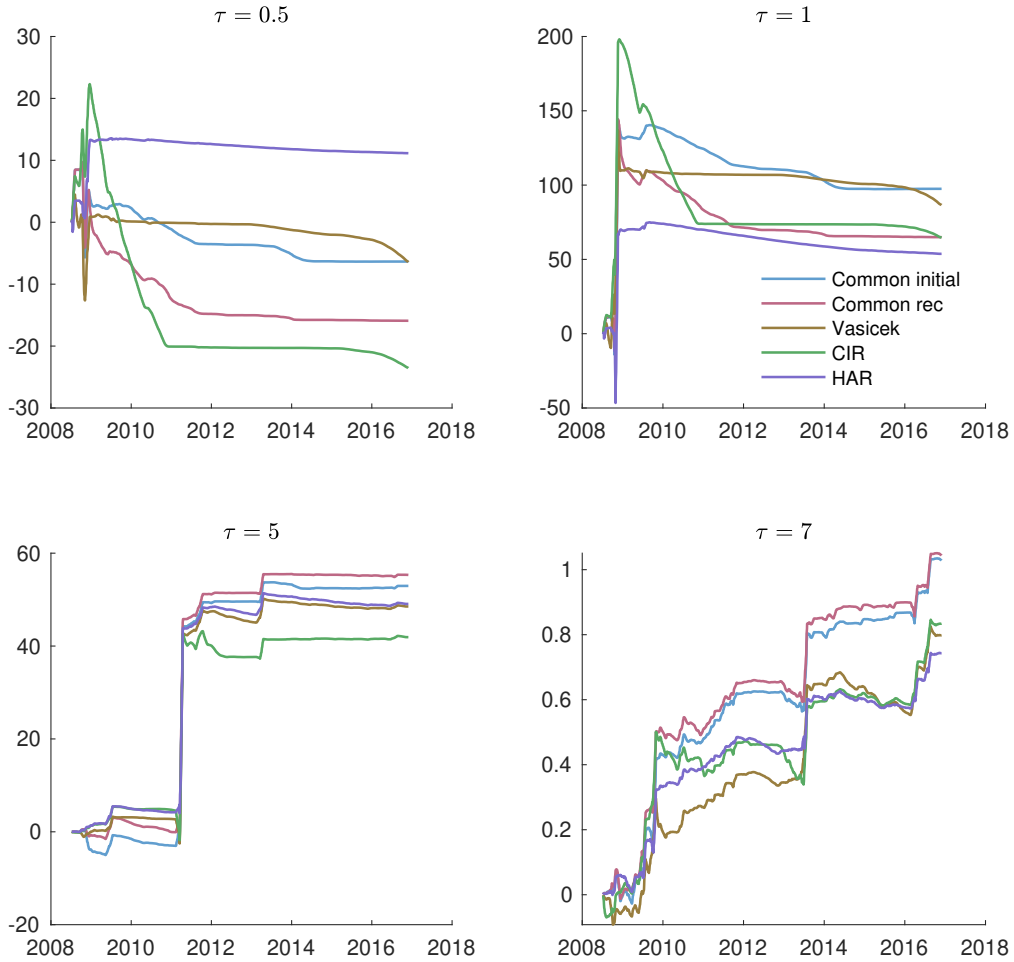 τ = 0.5
30
20
10
0
-10
-20
-30
2008 2010 2012 2014 2016 2018
τ = 1
200
150
100
50
0
-50
2008 2010 2012 2014 2016 2018
Common initial
Common rec
Vasicek
CIR
HAR
τ = 5
60
40
20
0
-20
2008 2010 2012 2014 2016 2018
τ = 7
1
0.8
0.6
0.4
0.2
0
2008 2010 2012 2014 2016 2018